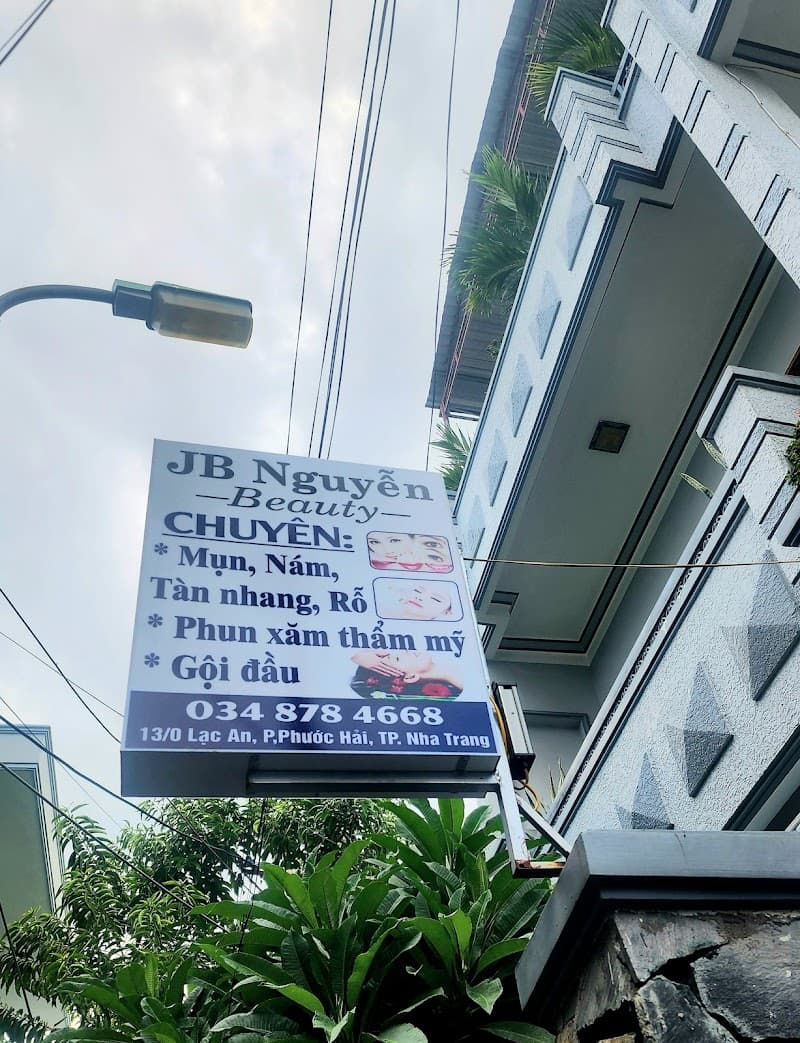 JB Nguyễn
—Beauty—
CHUYÊN:
* Mụn, Nám,
Tàn nhang, Rỗ
* Phun xăm thẩm mỹ
* Gội đầu
034 878 4668
13/0 Lạc An, P,Phước Hải, TP. Nha Trang